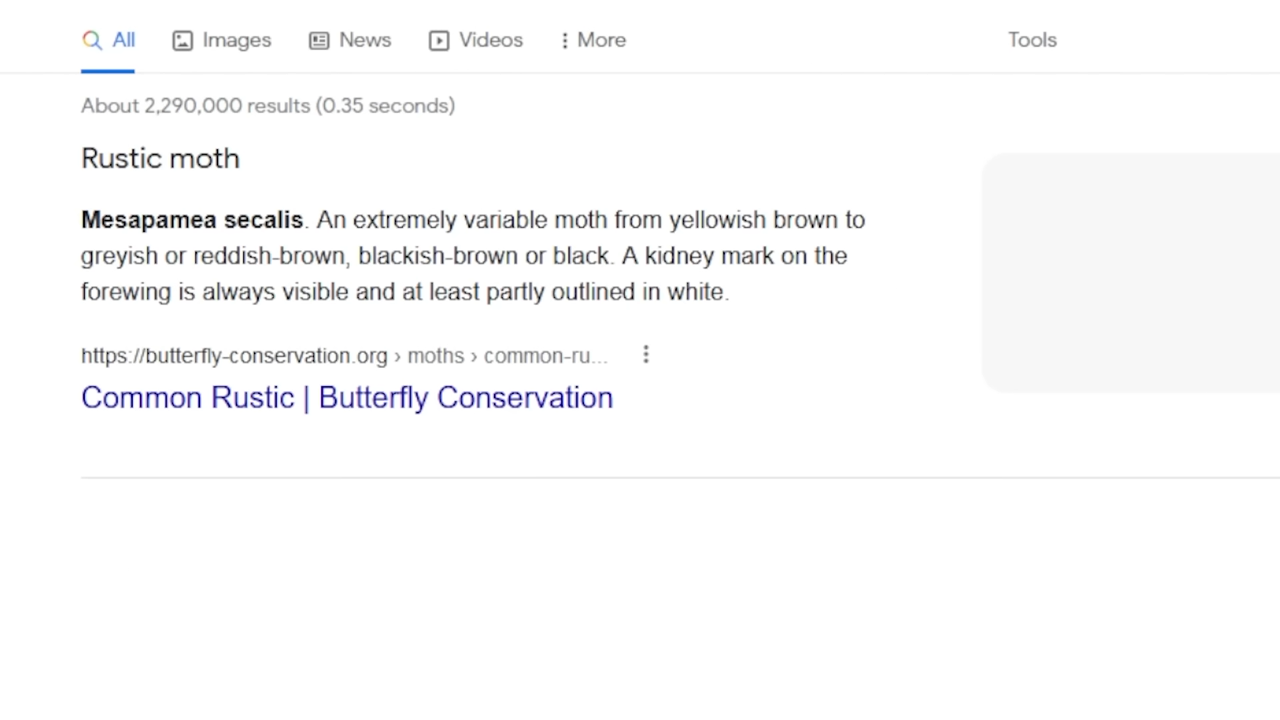 All Images News Videos More Tools
About 2,290,000 results (0.35 seconds)
Rustic moth
Mesapamea secalis. An extremely variable moth from yellowish brown to
greyish or reddish-brown, blackish-brown or black. A kidney mark on the
forewing is always visible and at least partly outlined in white.
https://butterfly-conservation.org › moths › common-ru...
Common Rustic | Butterfly Conservation